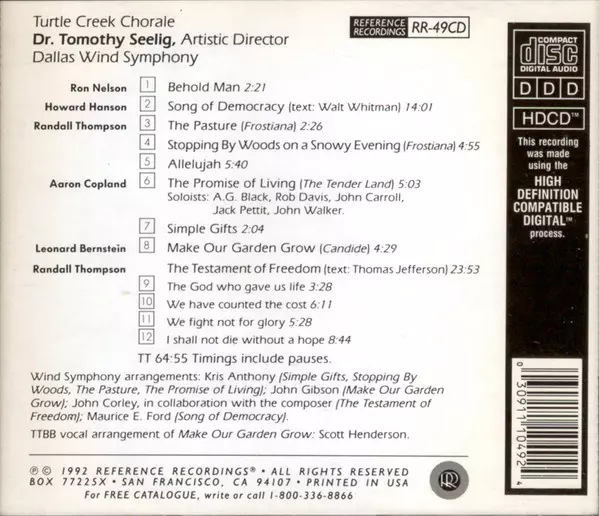 Turtle Creek Chorale
Dr. Tomothy Seelig, Artistic Director
Dallas Wind Symphony
REFERENCE RECORDINGS RR-49CD
Ron Nelson 1 Behold Man 2:21
Howard Hanson 2 Song of Democracy (text: Walt Whitman) 14:01
Randall Thompson 3 The Pasture (Frostiana) 2:26
4 Stopping By Woods on a Snowy Evening (Frostiana) 4:55
5 Allelujah 5:40
Aaron Copland 6 The Promise of Living (The Tender Land) 5:03
Soloists: A.G. Black, Rob Davis, John Carroll,
Jack Pettit, John Walker.
7 Simple Gifts 2:04
Leonard Bernstein 8 Make Our Garden Grow (Candide) 4:29
Randall Thompson The Testament of Freedom (text: Thomas Jefferson) 23:53
9 The God who gave us life 3:28
10 We have counted the cost 6:11
11 We fight not for glory 5:28
12 I shall not die without a hope 8:44
TT 64:55 Timings include pauses.
Wind Symphony arrangements: Kris Anthony (Simple Gifts, Stopping By
Woods, The Pasture, The Promise of Living); John Gibson (Make Our Garden
Grow); John Corley, in collaboration with the composer (The Testament of
Freedom); Maurice E. Ford (Song of Democracy).
TTBB vocal arrangement of Make Our Garden Grow: Scott Henderson.
℗ © 1992 REFERENCE RECORDINGS® • ALL RIGHTS RESERVED
BOX 77225X • SAN FRANCISCO, CA 94107 • PRINTED IN USA
For FREE CATALOGUE, write or call 1-800-336-8866
COMPACT
disc
DIGITAL AUDIO
D D D
HDCD™
This recording
was made
using the
HIGH
DEFINITION
COMPATIBLE
DIGITAL™
process.
0 30911 10492 4